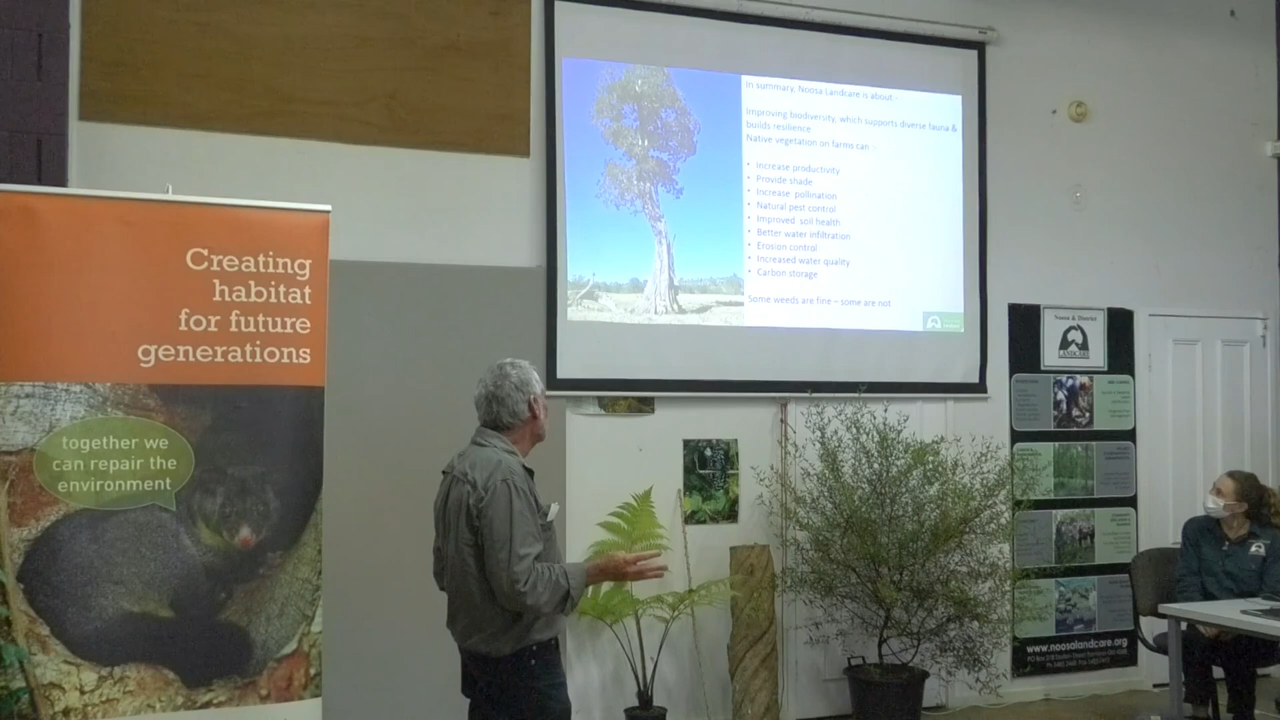 Creating
habitat
for future
generations
together we
can repair the
environment
In summary, Noosa Landcare is about -
Improving biodiversity, which supports diverse fauna &
builds resilience
Native vegetation on farms can :-
• Increase productivity
• Provide shade
• Increase pollination
• Natural pest control
• Improved soil health
• Better water infiltration
• Erosion control
• Increased water quality
• Carbon storage
Some weeds are fine – some are not
Noosa & District
LANDCARE
www.noosalandcare.org